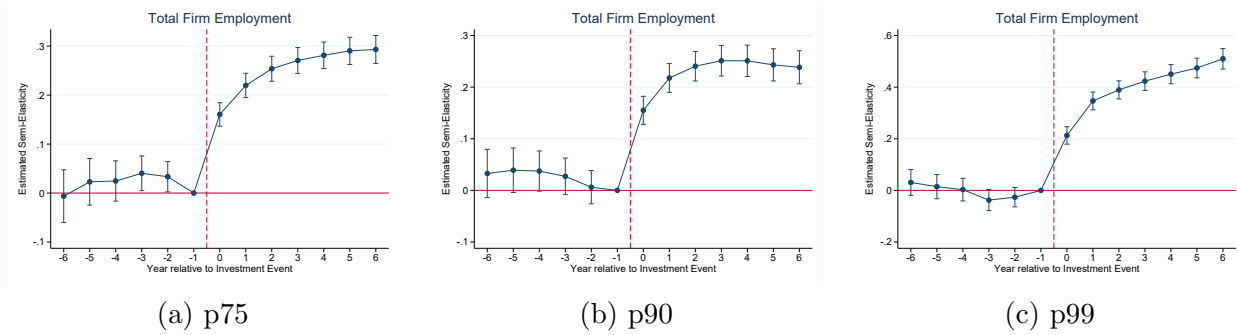 Total Firm Employment
Estimated Semi-Elasticity
.3
.2
.1
0
-.1
-6 -5 -4 -3 -2 -1 0 1 2 3 4 5 6
Year relative to Investment Event
(a) p75
Total Firm Employment
Estimated Semi-Elasticity
.3
.2
.1
0
-.1
-6 -5 -4 -3 -2 -1 0 1 2 3 4 5 6
Year relative to Investment Event
(b) p90
Total Firm Employment
Estimated Semi-Elasticity
.6
.4
.2
0
-.2
-6 -5 -4 -3 -2 -1 0 1 2 3 4 5 6
Year relative to Investment Event
(c) p99